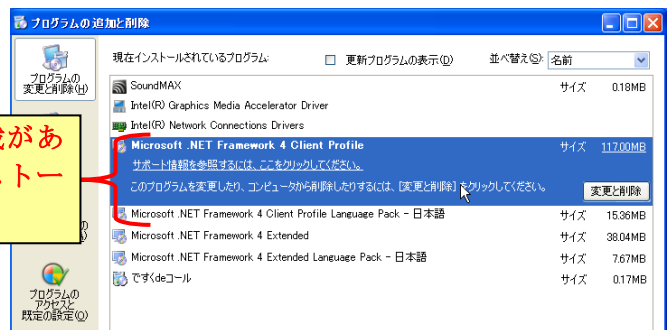 プログラムの追加と削除
現在インストールされているプログラム:
更新プログラムの表示(D)
並べ替え(S):
名前
プログラムの
変更と削除(H)
SoundMAX
サイズ 0.18MB
Intel(R) Graphics Media Accelerator Driver
Intel(R) Network Connections Drivers
Microsoft .NET Framework 4 Client Profile
サイズ 117.00MB
サポート情報を参照するには、ここをクリックしてください。
このプログラムを変更したり、コンピュータから削除したりするには、[変更と削除] をクリックしてください。
変更と削除
があ
トー
Microsoft .NET Framework 4 Client Profile Language Pack - 日本語
サイズ 15.36MB
Microsoft .NET Framework 4 Extended
サイズ 38.04MB
Microsoft .NET Framework 4 Extended Language Pack - 日本語
サイズ 7.67MB
ですくdeコール
サイズ 0.17MB
プログラムの
アクセスと
既定の設定(O)